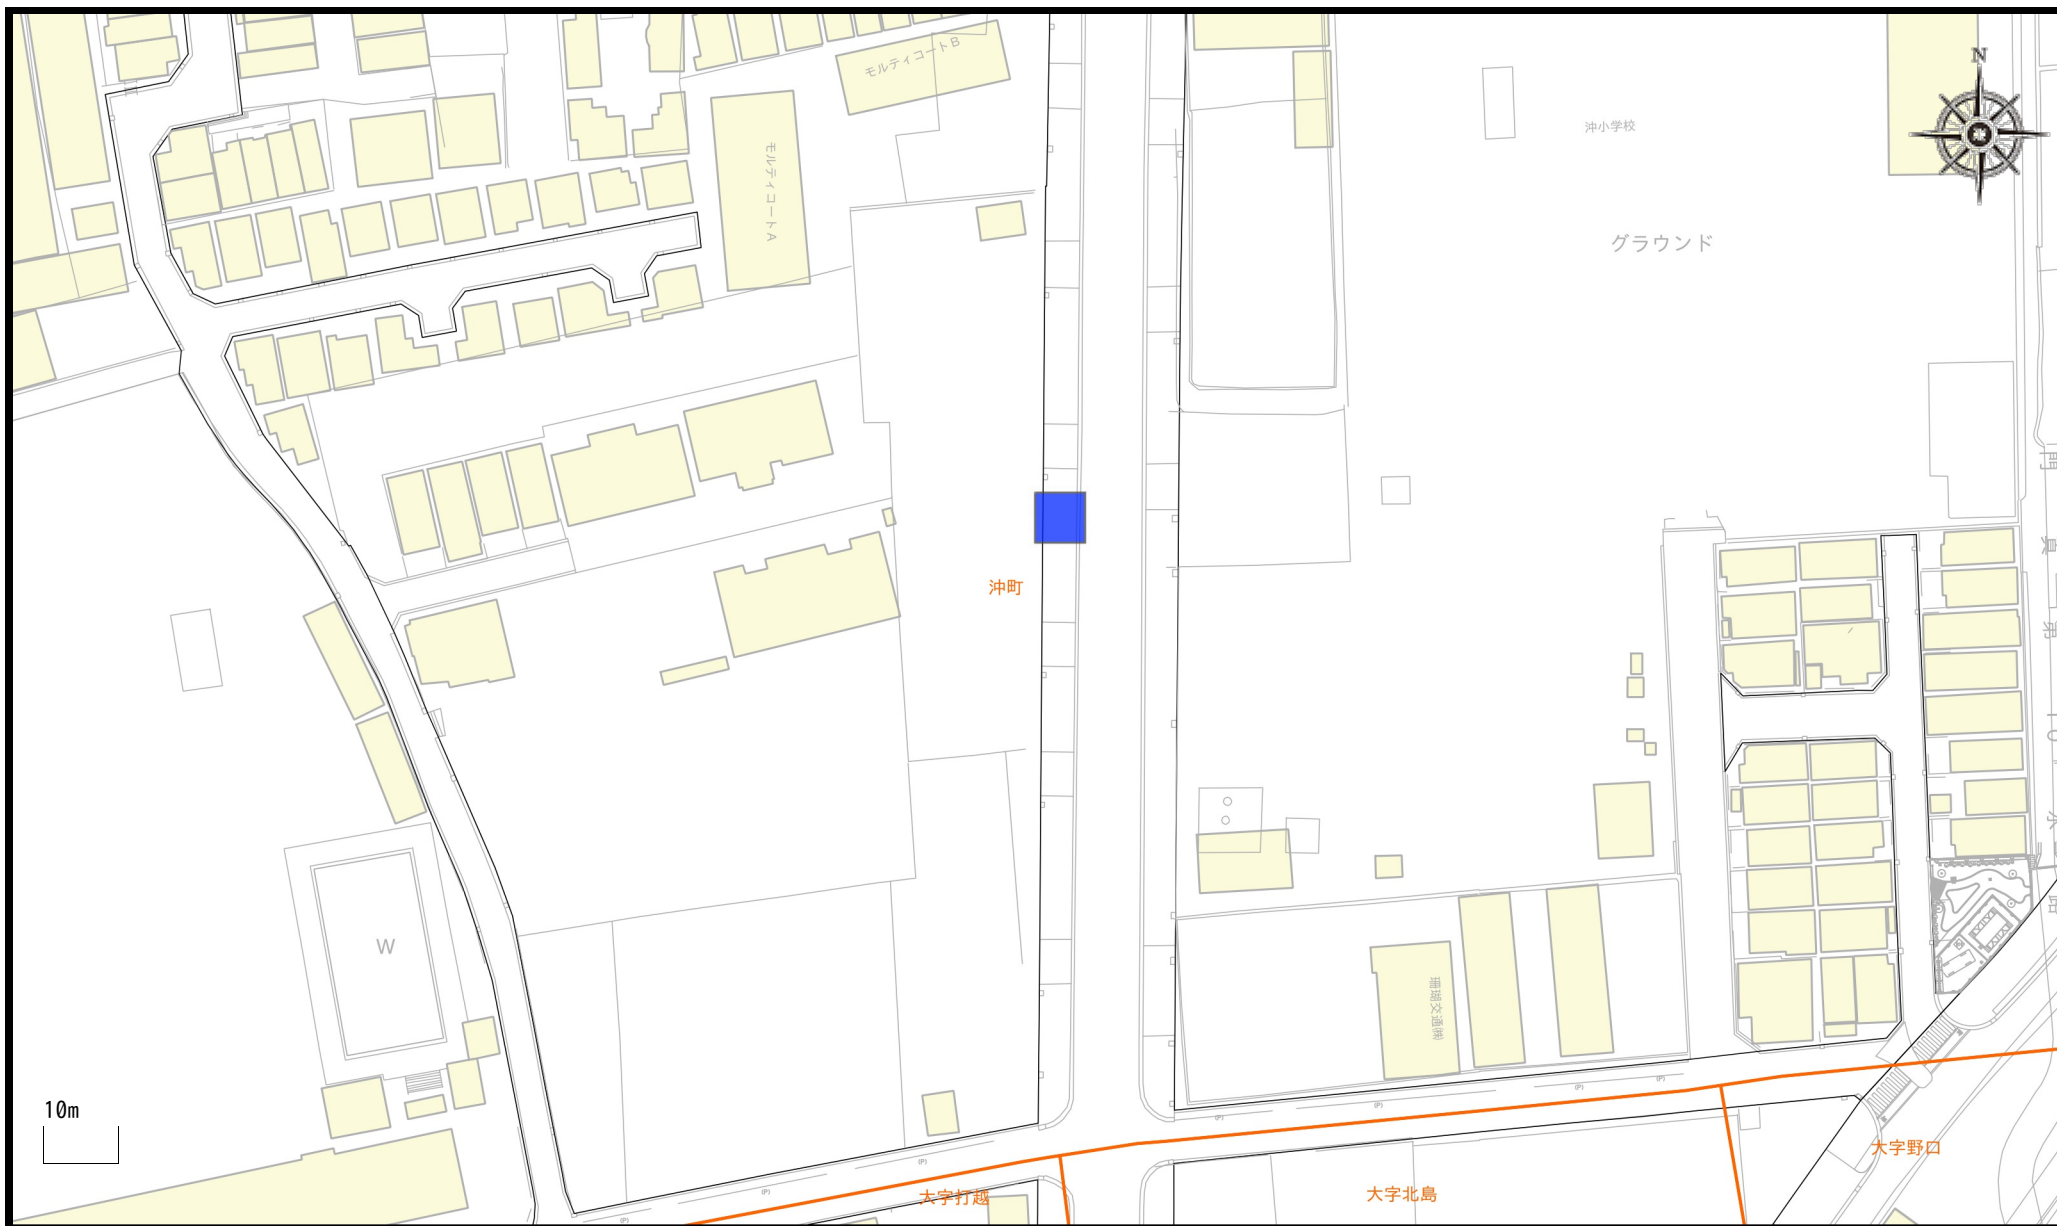 モルティコートB
N
沖小学校
モルティコートA
グラウンド
沖町
W
珊瑚交通㈱
10m
(P)
(P)
(P)
(P)
(P)
(P)
(P)
大字野口
大字打越
大字北島